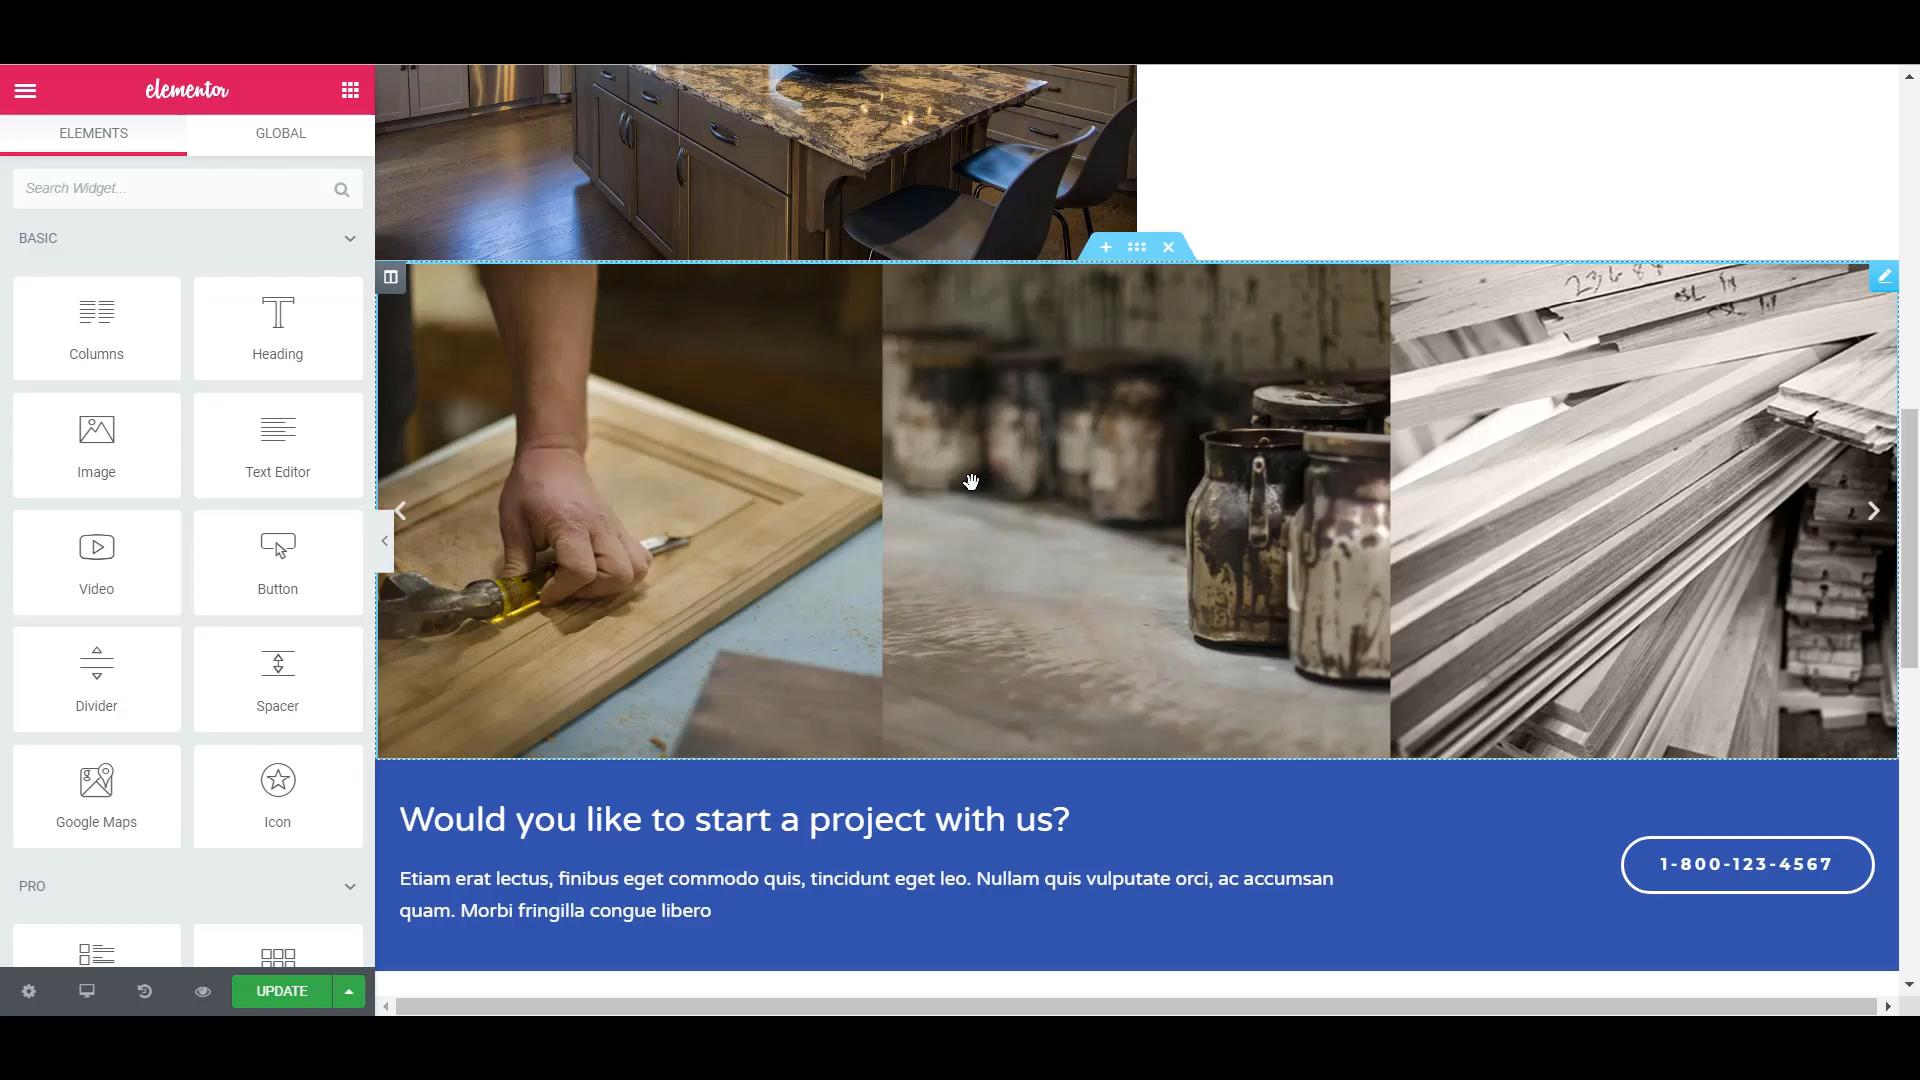 elementor
ELEMENTS
GLOBAL
Search Widget...
BASIC
Columns
Heading
Image
Text Editor
Video
Button
Divider
Spacer
Google Maps
Icon
PRO
UPDATE
Would you like to start a project with us?
Etiam erat lectus, finibus eget commodo quis, tincidunt eget leo. Nullam quis vulputate orci, ac accumsan
quam. Morbi fringilla congue libero
1-800-123-4567